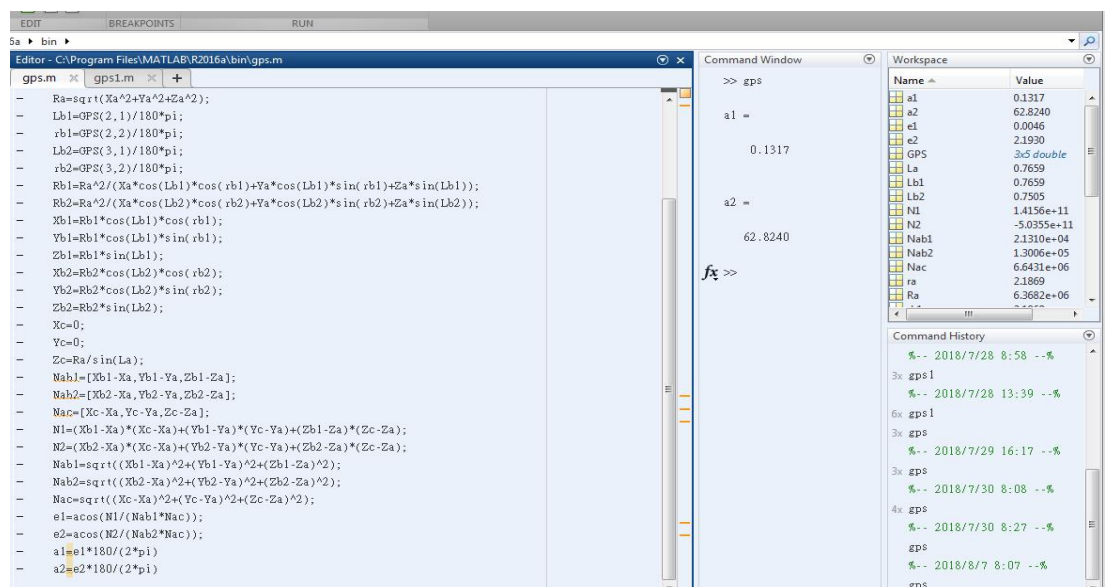 EDIT BREAKPOINTS RUN
6a ▸ bin ▸
Editor - C:\Program Files\MATLAB\R2016a\bin\gps.m
gps.m gps1.m +
Ra=sqrt(Xa^2+Ya^2+Za^2);
Lb1=GPS(2,1)/180*pi;
rb1=GPS(2,2)/180*pi;
Lb2=GPS(3,1)/180*pi;
rb2=GPS(3,2)/180*pi;
Rb1=Ra^2/(Xa*cos(Lb1)*cos(rb1)+Ya*cos(Lb1)*sin(rb1)+Za*sin(Lb1));
Rb2=Ra^2/(Xa*cos(Lb2)*cos(rb2)+Ya*cos(Lb2)*sin(rb2)+Za*sin(Lb2));
Xb1=Rb1*cos(Lb1)*cos(rb1);
Yb1=Rb1*cos(Lb1)*sin(rb1);
Zb1=Rb1*sin(Lb1);
Xb2=Rb2*cos(Lb2)*cos(rb2);
Yb2=Rb2*cos(Lb2)*sin(rb2);
Zb2=Rb2*sin(Lb2);
Xc=0;
Yc=0;
Zc=Ra/sin(La);
Nab1=[Xb1-Xa,Yb1-Ya,Zb1-Za];
Nab2=[Xb2-Xa,Yb2-Ya,Zb2-Za];
Nac=[Xc-Xa,Yc-Ya,Zc-Za];
N1=(Xb1-Xa)*(Xc-Xa)+(Yb1-Ya)*(Yc-Ya)+(Zb1-Za)*(Zc-Za);
N2=(Xb2-Xa)*(Xc-Xa)+(Yb2-Ya)*(Yc-Ya)+(Zb2-Za)*(Zc-Za);
Nab1=sqrt((Xb1-Xa)^2+(Yb1-Ya)^2+(Zb1-Za)^2);
Nab2=sqrt((Xb2-Xa)^2+(Yb2-Ya)^2+(Zb2-Za)^2);
Nac=sqrt((Xc-Xa)^2+(Yc-Ya)^2+(Zc-Za)^2);
e1=acos(N1/(Nab1*Nac));
e2=acos(N2/(Nab2*Nac));
a1=e1*180/(2*pi)
a2=e2*180/(2*pi)
Command Window
>> gps
a1 =
0.1317
a2 =
62.8240
fx >>
Workspace
Name Value
a1 0.1317
a2 62.8240
e1 0.0046
e2 2.1930
GPS 3x5 double
La 0.7659
Lb1 0.7659
Lb2 0.7505
N1 1.4156e+11
N2 -5.0355e+11
Nab1 2.1310e+04
Nab2 1.3006e+05
Nac 6.6431e+06
ra 2.1869
Ra 6.3682e+06
Command History
%-- 2018/7/28 8:58 --%
3x gps1
%-- 2018/7/28 13:39 --%
6x gps1
3x gps
%-- 2018/7/29 16:17 --%
3x gps
%-- 2018/7/30 8:08 --%
4x gps
%-- 2018/7/30 8:27 --%
gps
%-- 2018/8/7 8:07 --%
gps